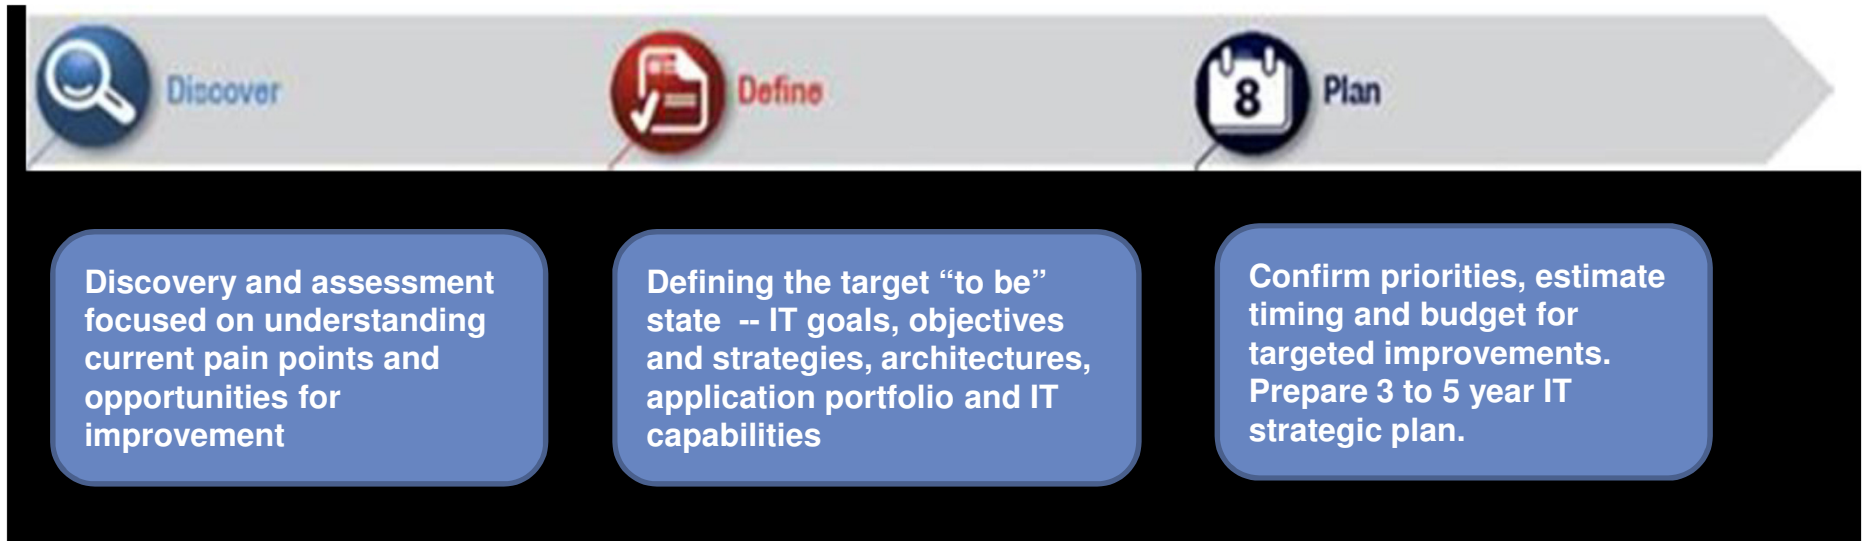 Discover
Define
8
Plan
Discovery and assessment
focused on understanding
current pain points and
opportunities for
improvement
Defining the target “to be”
state -- IT goals, objectives
and strategies, architectures,
application portfolio and IT
capabilities
Confirm priorities, estimate
timing and budget for
targeted improvements.
Prepare 3 to 5 year IT
strategic plan.